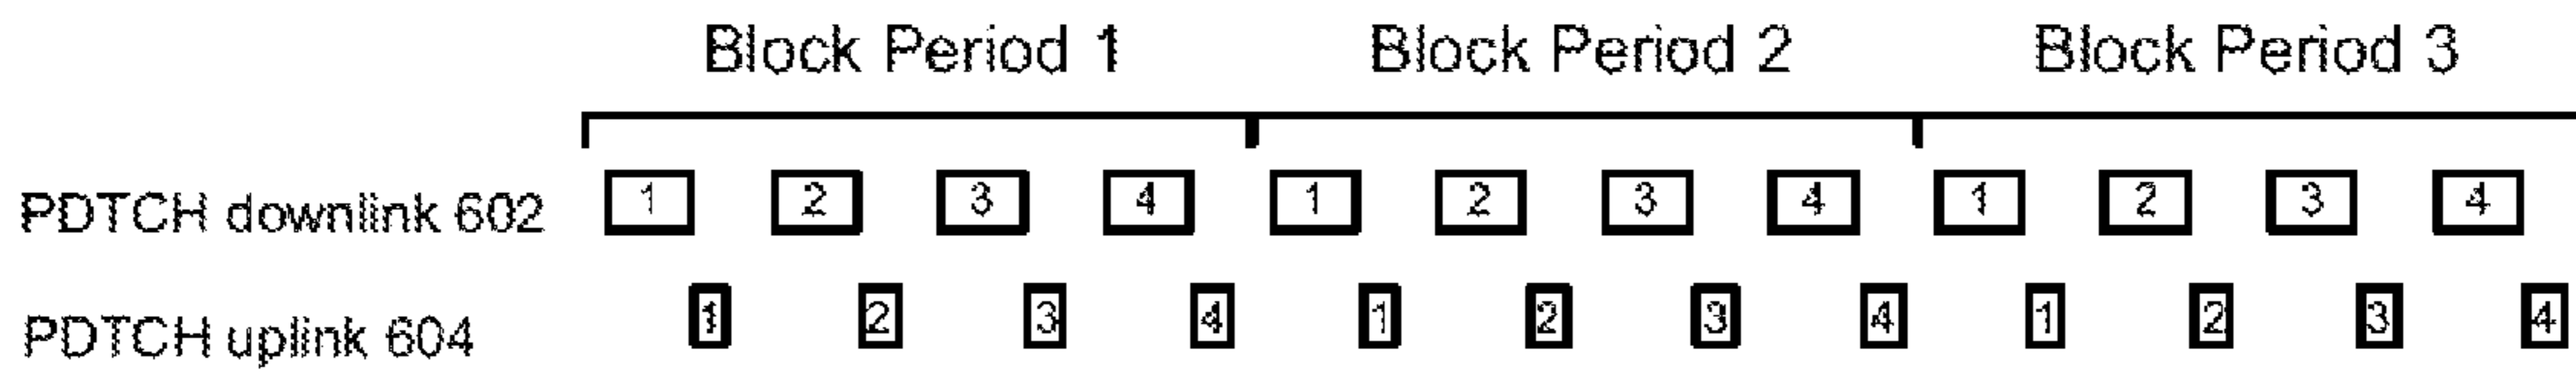 Block Period 1 Block Period 2 Block Period 3
PDTCH downlink 602 1 2 3 4 1 2 3 4 1 2 3 4
PDTCH uplink 604 1 2 3 4 1 2 3 4 1 2 3 4